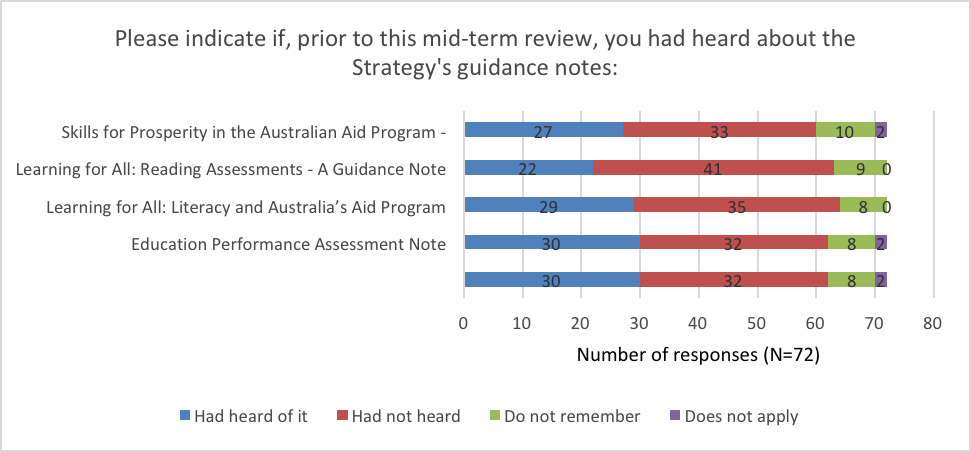 Please indicate if, prior to this mid-term review, you had heard about the
Strategy's guidance notes:
Skills for Prosperity in the Australian Aid Program -
27 33 10 2
Learning for All: Reading Assessments - A Guidance Note
22 41 9 0
Learning for All: Literacy and Australia’s Aid Program
29 35 8 0
Education Performance Assessment Note
30 32 8 2
30 32 8 2
0 10 20 30 40 50 60 70 80
Number of responses (N=72)
Had heard of it Had not heard Do not remember Does not apply